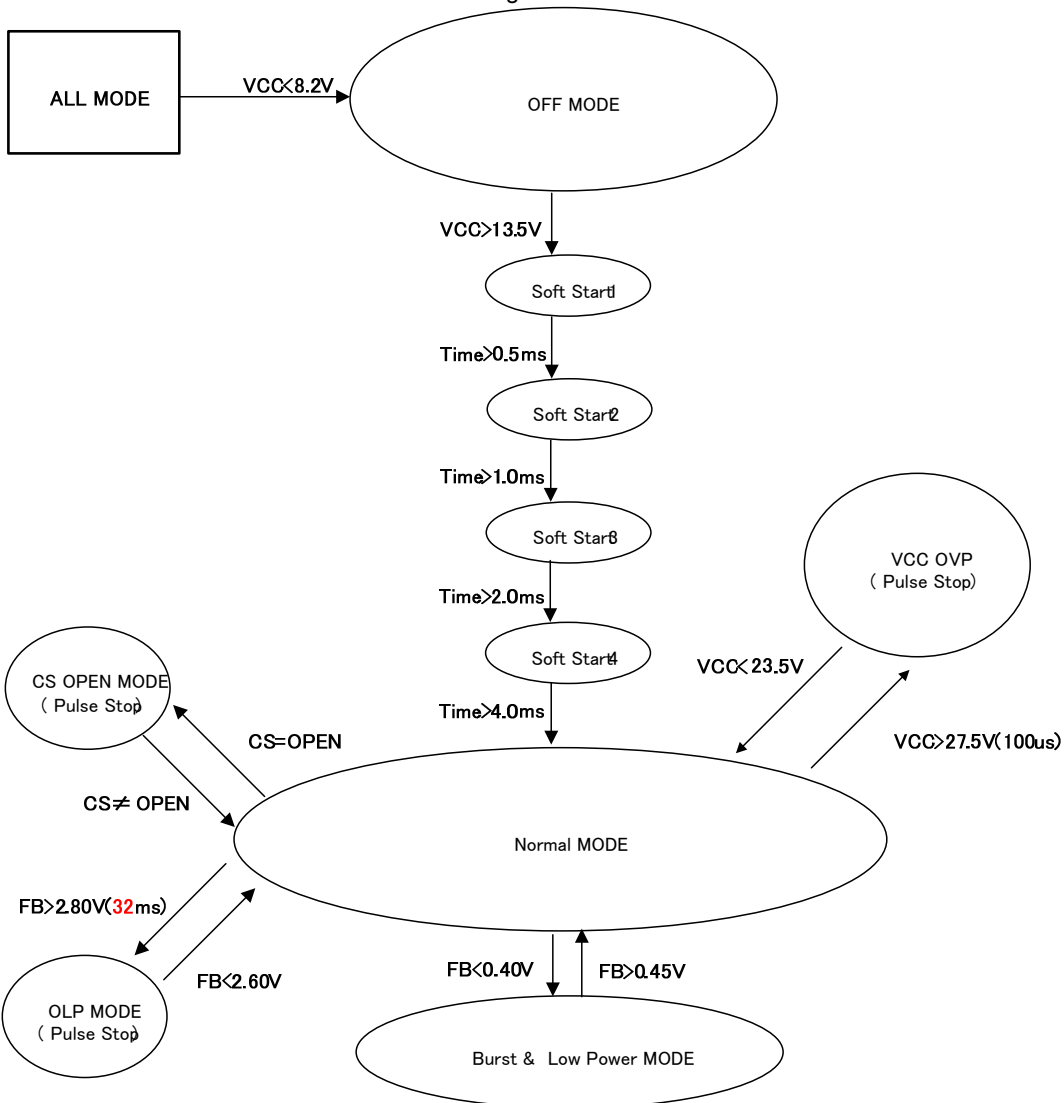 ALL MODE
VCC<8.2V
OFF MODE
VCC>13.5V
Soft Start1
Time>0.5ms
Soft Start2
Time>1.0ms
Soft Start3
Time>2.0ms
Soft Start4
Time>4.0ms
VCC OVP
( Pulse Stop)
VCC<23.5V
VCC>27.5V(100us)
CS OPEN MODE
( Pulse Stop)
CS=OPEN
CS≠ OPEN
Normal MODE
FB>2.80V(32ms)
FB<2.60V
OLP MODE
( Pulse Stop)
FB<0.40V
FB>0.45V
Burst & Low Power MODE